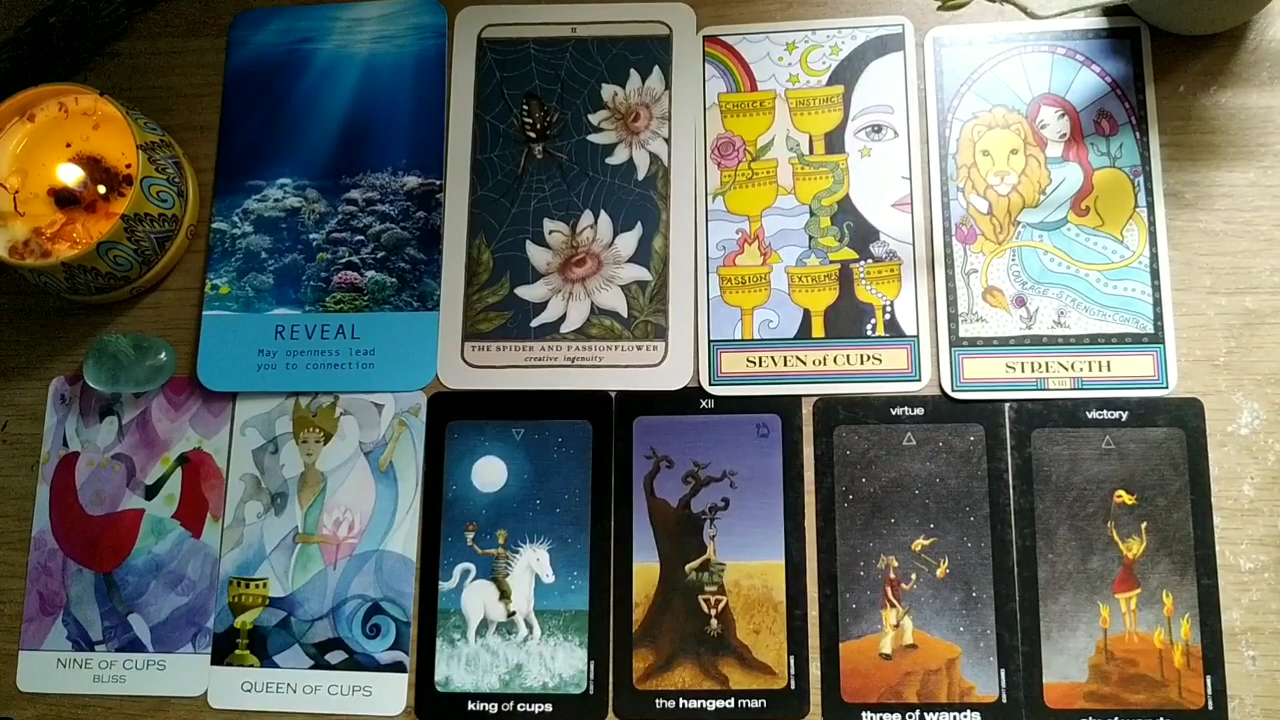 REVEAL
May openness lead
you to connection
II
THE SPIDER AND PASSIONFLOWER
creative ingenuity
CHOICE
INSTINCT
PASSION
EXTREMES
SEVEN of CUPS
COURAGE · STRENGTH · CONTROL
STRENGTH
VIII
NINE OF CUPS
BLISS
QUEEN OF CUPS
king of cups
XII
the hanged man
virtue
three of wands
victory